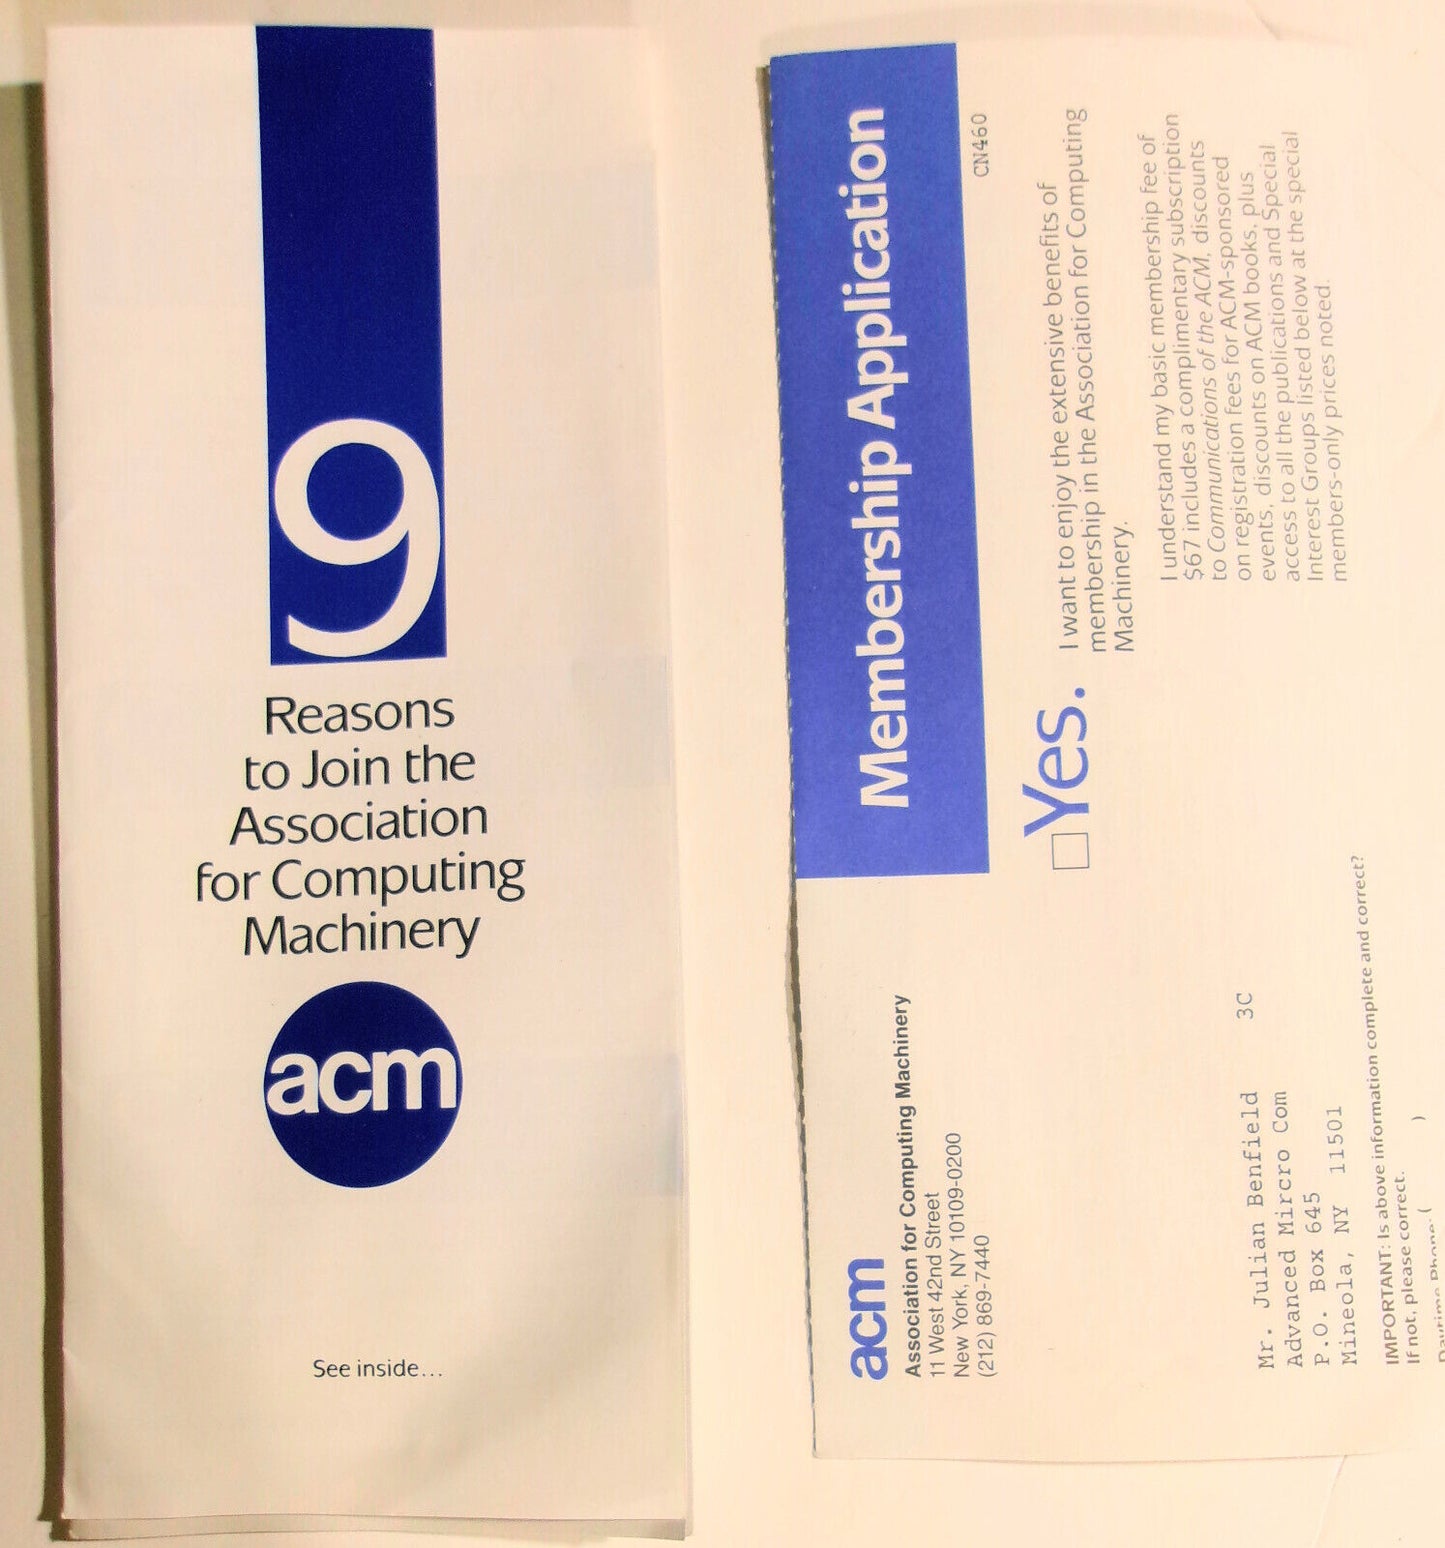 9
Reasons
to Join the
Association
for Computing
Machinery
acm
See inside...
acm
Association for Computing Machinery
11 West 42nd Street
New York, NY 10109-0200
(212) 869-7440
Membership Application
CN460
Yes.
I want to enjoy the extensive benefits of
membership in the Association for Computing
Machinery.
I understand my basic membership fee of
$67 includes a complimentary subscription
to Communications of the ACM, discounts
on registration fees for ACM-sponsored
events, discounts on ACM books, plus
access to all the publications and Special
Interest Groups listed below at the special
members-only prices noted.
Mr. Julian Benfield 3C
Advanced Mircro Com
P.O. Box 645
Mineola, NY 11501
IMPORTANT: Is above information complete and correct?
If not, please correct.
Daytime Phone: ( )